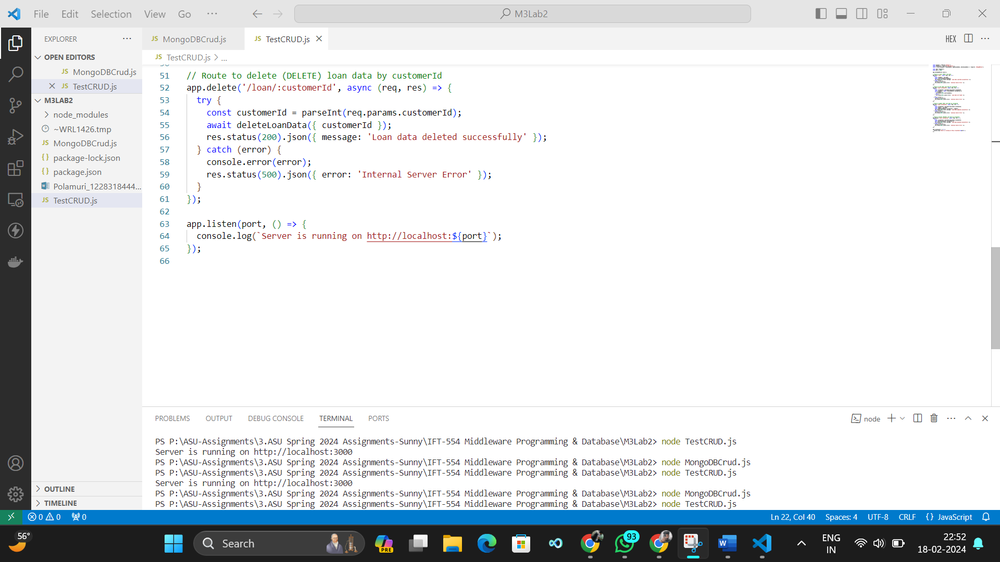 File Edit Selection View Go ··· M3Lab2
EXPLORER ···
OPEN EDITORS
JS MongoDBCrud.js
JS TestCRUD.js
M3LAB2
node_modules
~WRL1426.tmp
JS MongoDBCrud.js
{} package-lock.json
{} package.json
Polamuri_1228318444...
JS TestCRUD.js
OUTLINE
TIMELINE
JS MongoDBCrud.js JS TestCRUD.js HEX ···
JS TestCRUD.js > ...
51 // Route to delete (DELETE) loan data by customerId
52 app.delete('/loan/:customerId', async (req, res) => {
53 try {
54 const customerId = parseInt(req.params.customerId);
55 await deleteLoanData({ customerId });
56 res.status(200).json({ message: 'Loan data deleted successfully' });
57 } catch (error) {
58 console.error(error);
59 res.status(500).json({ error: 'Internal Server Error' });
60 }
61 });
62
63 app.listen(port, () => {
64 console.log(`Server is running on http://localhost:${port}`);
65 });
66
PROBLEMS OUTPUT DEBUG CONSOLE TERMINAL PORTS node ···
PS P:\ASU-Assignments\3.ASU Spring 2024 Assignments-Sunny\IFT-554 Middleware Programming & Database\M3Lab2> node TestCRUD.js
Server is running on http://localhost:3000
PS P:\ASU-Assignments\3.ASU Spring 2024 Assignments-Sunny\IFT-554 Middleware Programming & Database\M3Lab2> node MongoDBCrud.js
PS P:\ASU-Assignments\3.ASU Spring 2024 Assignments-Sunny\IFT-554 Middleware Programming & Database\M3Lab2> node TestCRUD.js
Server is running on http://localhost:3000
PS P:\ASU-Assignments\3.ASU Spring 2024 Assignments-Sunny\IFT-554 Middleware Programming & Database\M3Lab2> node MongoDBCrud.js
PS P:\ASU-Assignments\3.ASU Spring 2024 Assignments-Sunny\IFT-554 Middleware Programming & Database\M3Lab2> node TestCRUD.js
0 0 0 Ln 22, Col 40 Spaces: 4 UTF-8 CRLF {} JavaScript
56° Search PRE 93 W ENG IN 22:52 18-02-2024